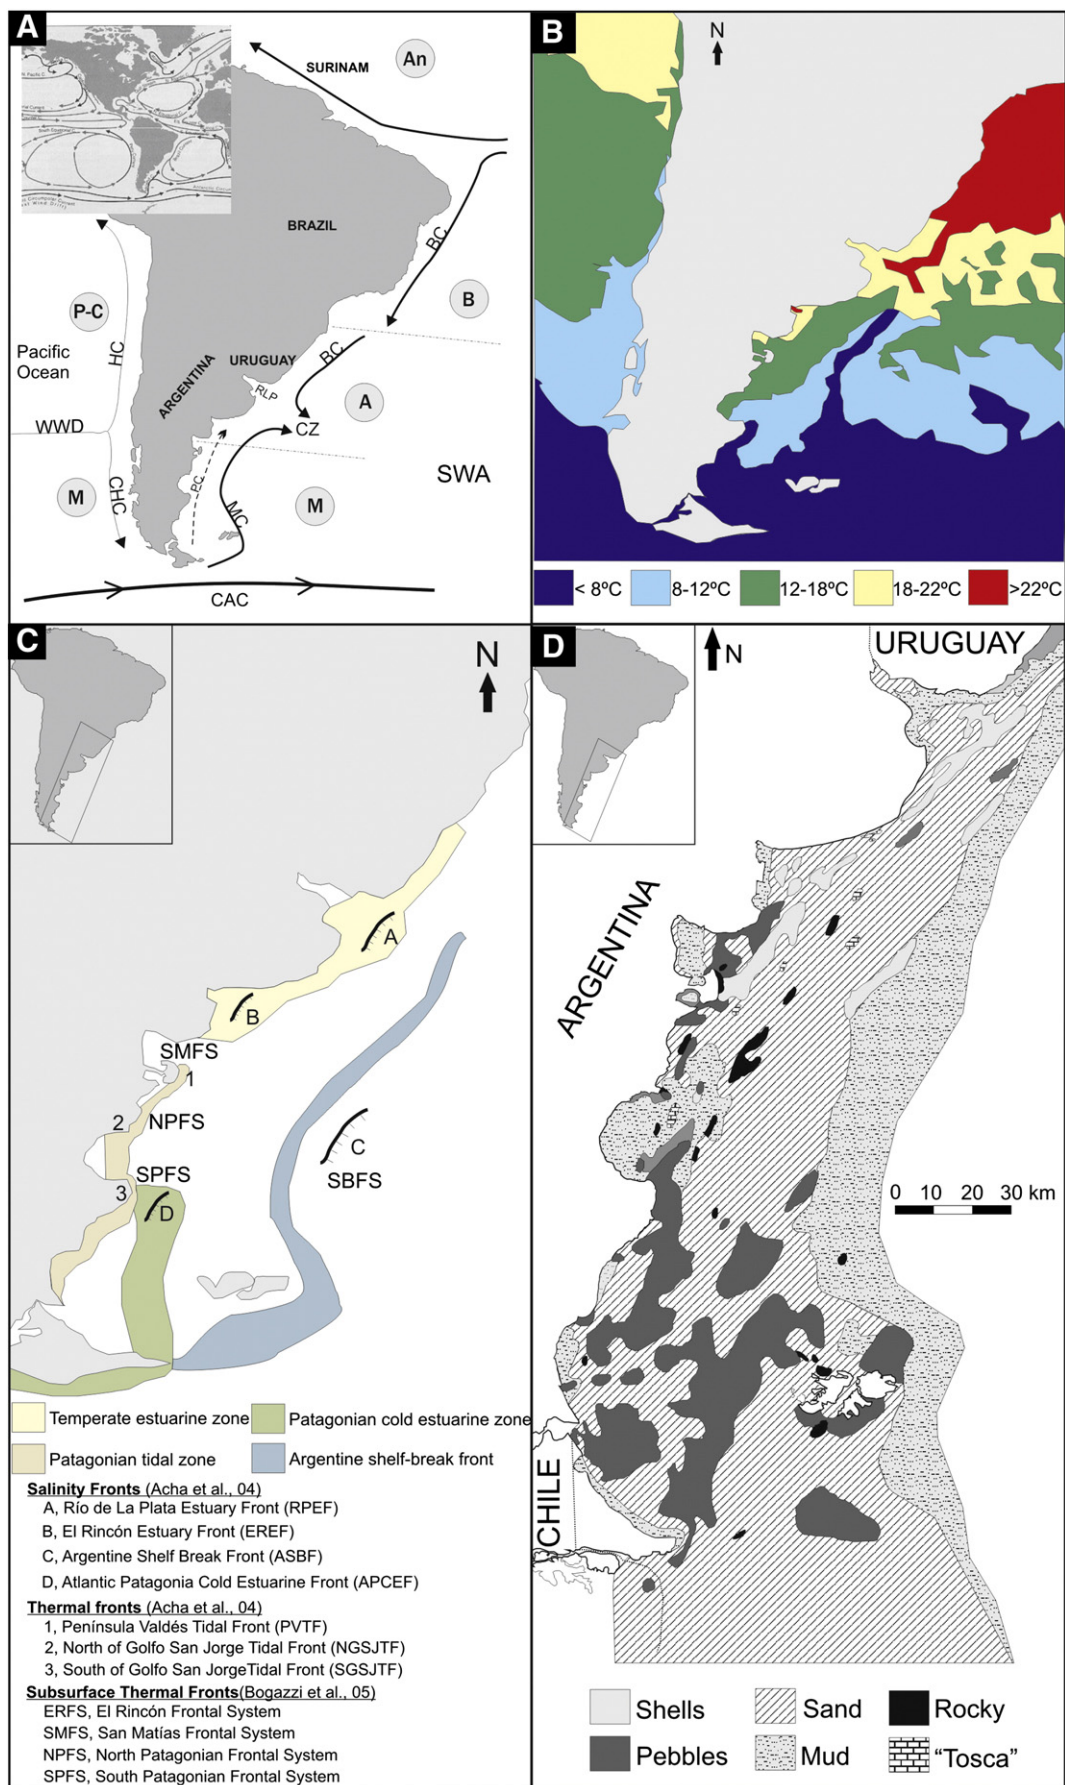 A
An
SURINAM
BRAZIL
BC
B
P-C
Pacific
Ocean
HC
URUGUAY
ARGENTINA
BC
RLP
A
CZ
WWD
PC
SWA
M
CHC
MC
M
CAC
B
N
< 8ºC
8-12ºC
12-18ºC
18-22ºC
>22ºC
C
N
A
B
SMFS
1
2
NPFS
C
SBFS
SPFS
3
D
Temperate estuarine zone
Patagonian cold estuarine zone
Patagonian tidal zone
Argentine shelf-break front
Salinity Fronts (Acha et al., 04)
A, Río de La Plata Estuary Front (RPEF)
B, El Rincón Estuary Front (EREF)
C, Argentine Shelf Break Front (ASBF)
D, Atlantic Patagonia Cold Estuarine Front (APCEF)
Thermal fronts (Acha et al., 04)
1, Península Valdés Tidal Front (PVTF)
2, North of Golfo San Jorge Tidal Front (NGSJTF)
3, South of Golfo San JorgeTidal Front (SGSJTF)
Subsurface Thermal Fronts(Bogazzi et al., 05)
ERFS, El Rincón Frontal System
SMFS, San Matías Frontal System
NPFS, North Patagonian Frontal System
SPFS, South Patagonian Frontal System
D
N
URUGUAY
ARGENTINA
0 10 20 30 km
CHILE
Shells
Sand
Rocky
Pebbles
Mud
"Tosca"